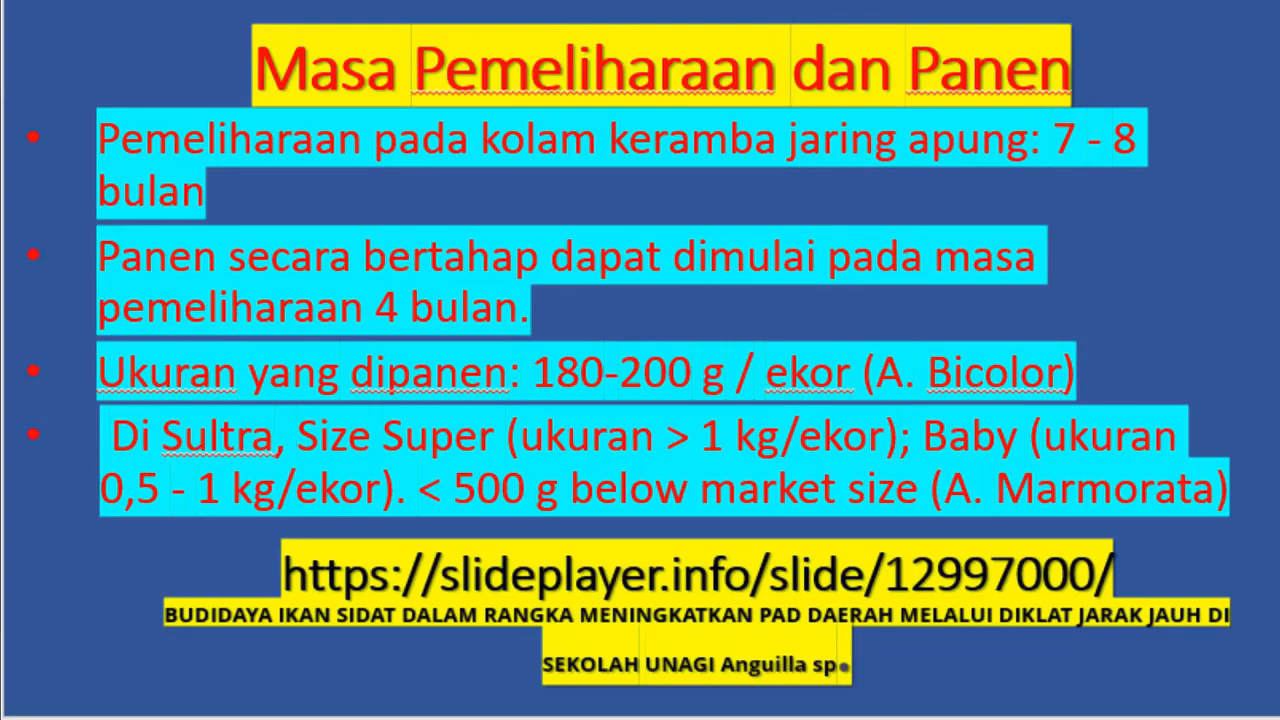 Masa Pemeliharaan dan Panen
• Pemeliharaan pada kolam keramba jaring apung: 7 - 8
bulan
• Panen secara bertahap dapat dimulai pada masa
pemeliharaan 4 bulan.
• Ukuran yang dipanen: 180-200 g / ekor (A. Bicolor)
• Di Sultra, Size Super (ukuran > 1 kg/ekor); Baby (ukuran
0,5 - 1 kg/ekor). < 500 g below market size (A. Marmorata)
https://slideplayer.info/slide/12997000/
BUDIDAYA IKAN SIDAT DALAM RANGKA MENINGKATKAN PAD DAERAH MELALUI DIKLAT JARAK JAUH DI
SEKOLAH UNAGI Anguilla sp.